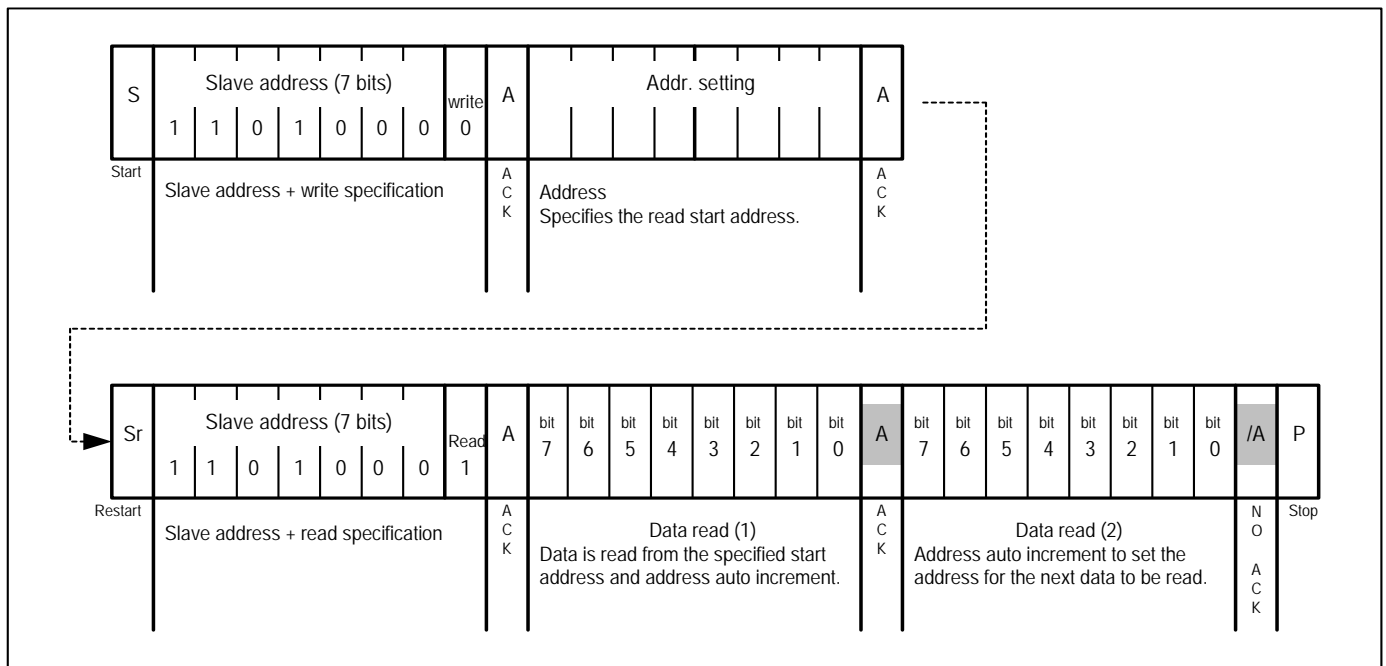 S
Slave address (7 bits)
write
A
Addr. setting
A
1 1 0 1 0 0 0 0
Start
Slave address + write specification
A
C
K
Address
Specifies the read start address.
A
C
K
Sr
Slave address (7 bits)
Read
A
bit bit bit bit bit bit bit bit
7 6 5 4 3 2 1 0
A
bit bit bit bit bit bit bit bit
7 6 5 4 3 2 1 0
/A
P
1 1 0 1 0 0 0 1
Restart
Slave address + read specification
A
C
K
Data read (1)
Data is read from the specified start
address and address auto increment.
A
C
K
Data read (2)
Address auto increment to set the
address for the next data to be read.
N
O
A
C
K
Stop